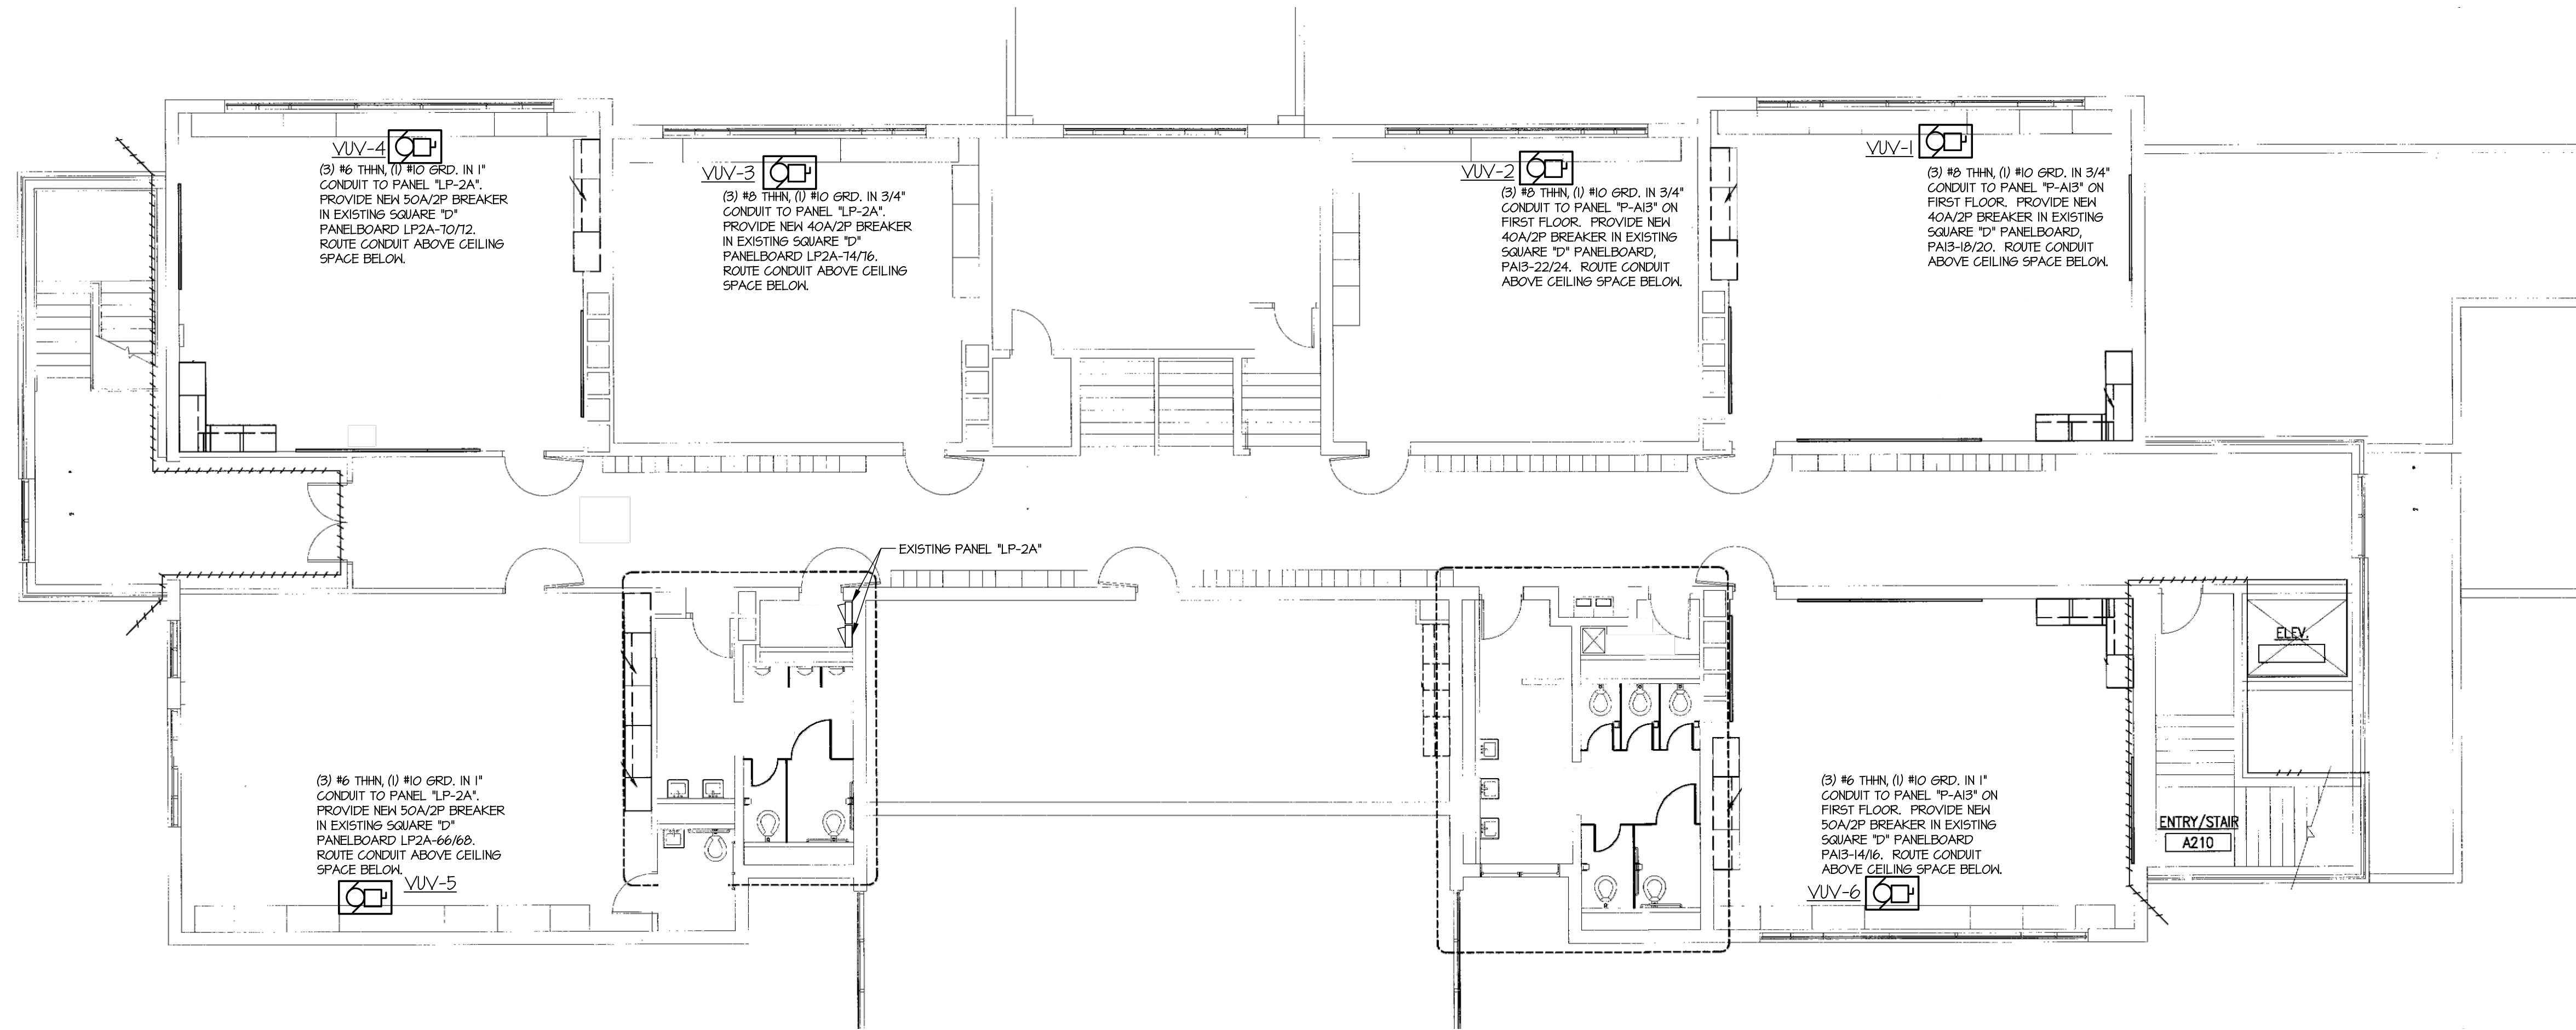 VUV-4
(3) #6 THHN, (1) #10 GRD. IN 1"
CONDUIT TO PANEL "LP-2A".
PROVIDE NEW 50A/2P BREAKER
IN EXISTING SQUARE "D"
PANELBOARD LP2A-70/72.
ROUTE CONDUIT ABOVE CEILING
SPACE BELOW.
VUV-3
(3) #8 THHN, (1) #10 GRD. IN 3/4"
CONDUIT TO PANEL "LP-2A".
PROVIDE NEW 40A/2P BREAKER
IN EXISTING SQUARE "D"
PANELBOARD LP2A-74/76.
ROUTE CONDUIT ABOVE CEILING
SPACE BELOW.
VUV-2
(3) #8 THHN, (1) #10 GRD. IN 3/4"
CONDUIT TO PANEL "P-A13" ON
FIRST FLOOR. PROVIDE NEW
40A/2P BREAKER IN EXISTING
SQUARE "D" PANELBOARD,
PA13-22/24. ROUTE CONDUIT
ABOVE CEILING SPACE BELOW.
VUV-1
(3) #8 THHN, (1) #10 GRD. IN 3/4"
CONDUIT TO PANEL "P-A13" ON
FIRST FLOOR. PROVIDE NEW
40A/2P BREAKER IN EXISTING
SQUARE "D" PANELBOARD,
PA13-18/20. ROUTE CONDUIT
ABOVE CEILING SPACE BELOW.
EXISTING PANEL "LP-2A"
ELEV.
(3) #6 THHN, (1) #10 GRD. IN 1"
CONDUIT TO PANEL "LP-2A".
PROVIDE NEW 50A/2P BREAKER
IN EXISTING SQUARE "D"
PANELBOARD LP2A-66/68.
ROUTE CONDUIT ABOVE CEILING
SPACE BELOW.
VUV-5
(3) #6 THHN, (1) #10 GRD. IN 1"
CONDUIT TO PANEL "P-A13" ON
FIRST FLOOR. PROVIDE NEW
50A/2P BREAKER IN EXISTING
SQUARE "D" PANELBOARD
PA13-14/16. ROUTE CONDUIT
ABOVE CEILING SPACE BELOW.
VUV-6
ENTRY/STAIR
A210